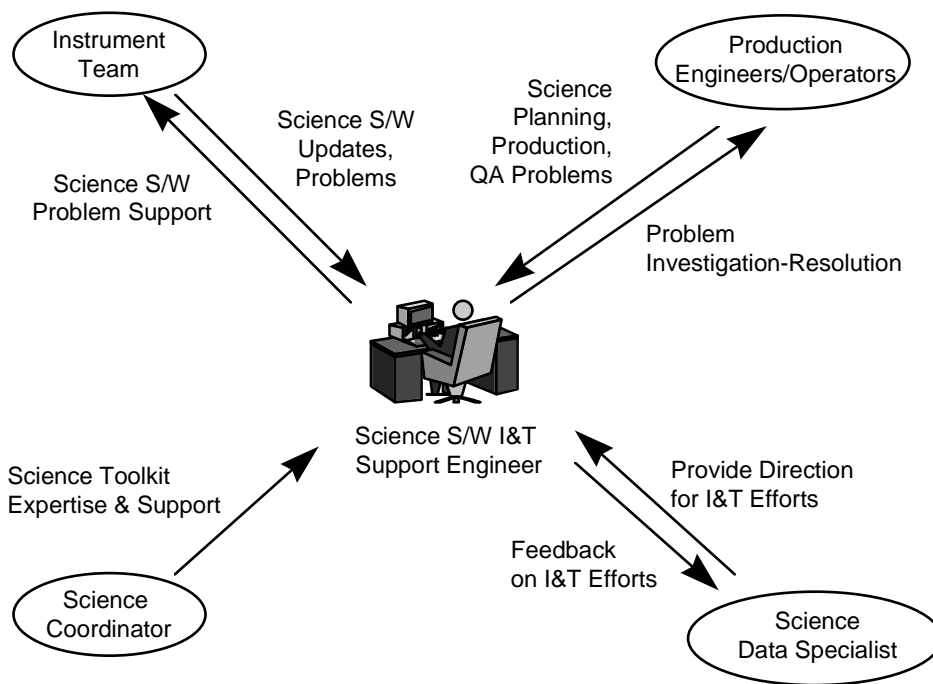 Instrument
Team
Production
Engineers/Operators
Science S/W
Updates,
Problems
Science
Planning,
Production,
QA Problems
Science S/W
Problem Support
Problem
Investigation-Resolution
Science S/W I&T
Support Engineer
Science Toolkit
Expertise & Support
Provide Direction
for I&T Efforts
Feedback
on I&T Efforts
Science
Coordinator
Science
Data Specialist